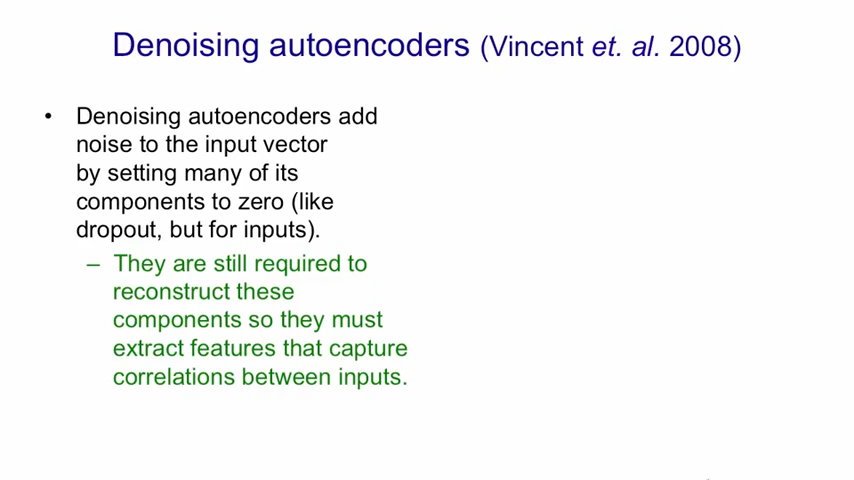 Denoising autoencoders (Vincent et. al. 2008)
• Denoising autoencoders add
noise to the input vector
by setting many of its
components to zero (like
dropout, but for inputs).
– They are still required to
reconstruct these
components so they must
extract features that capture
correlations between inputs.